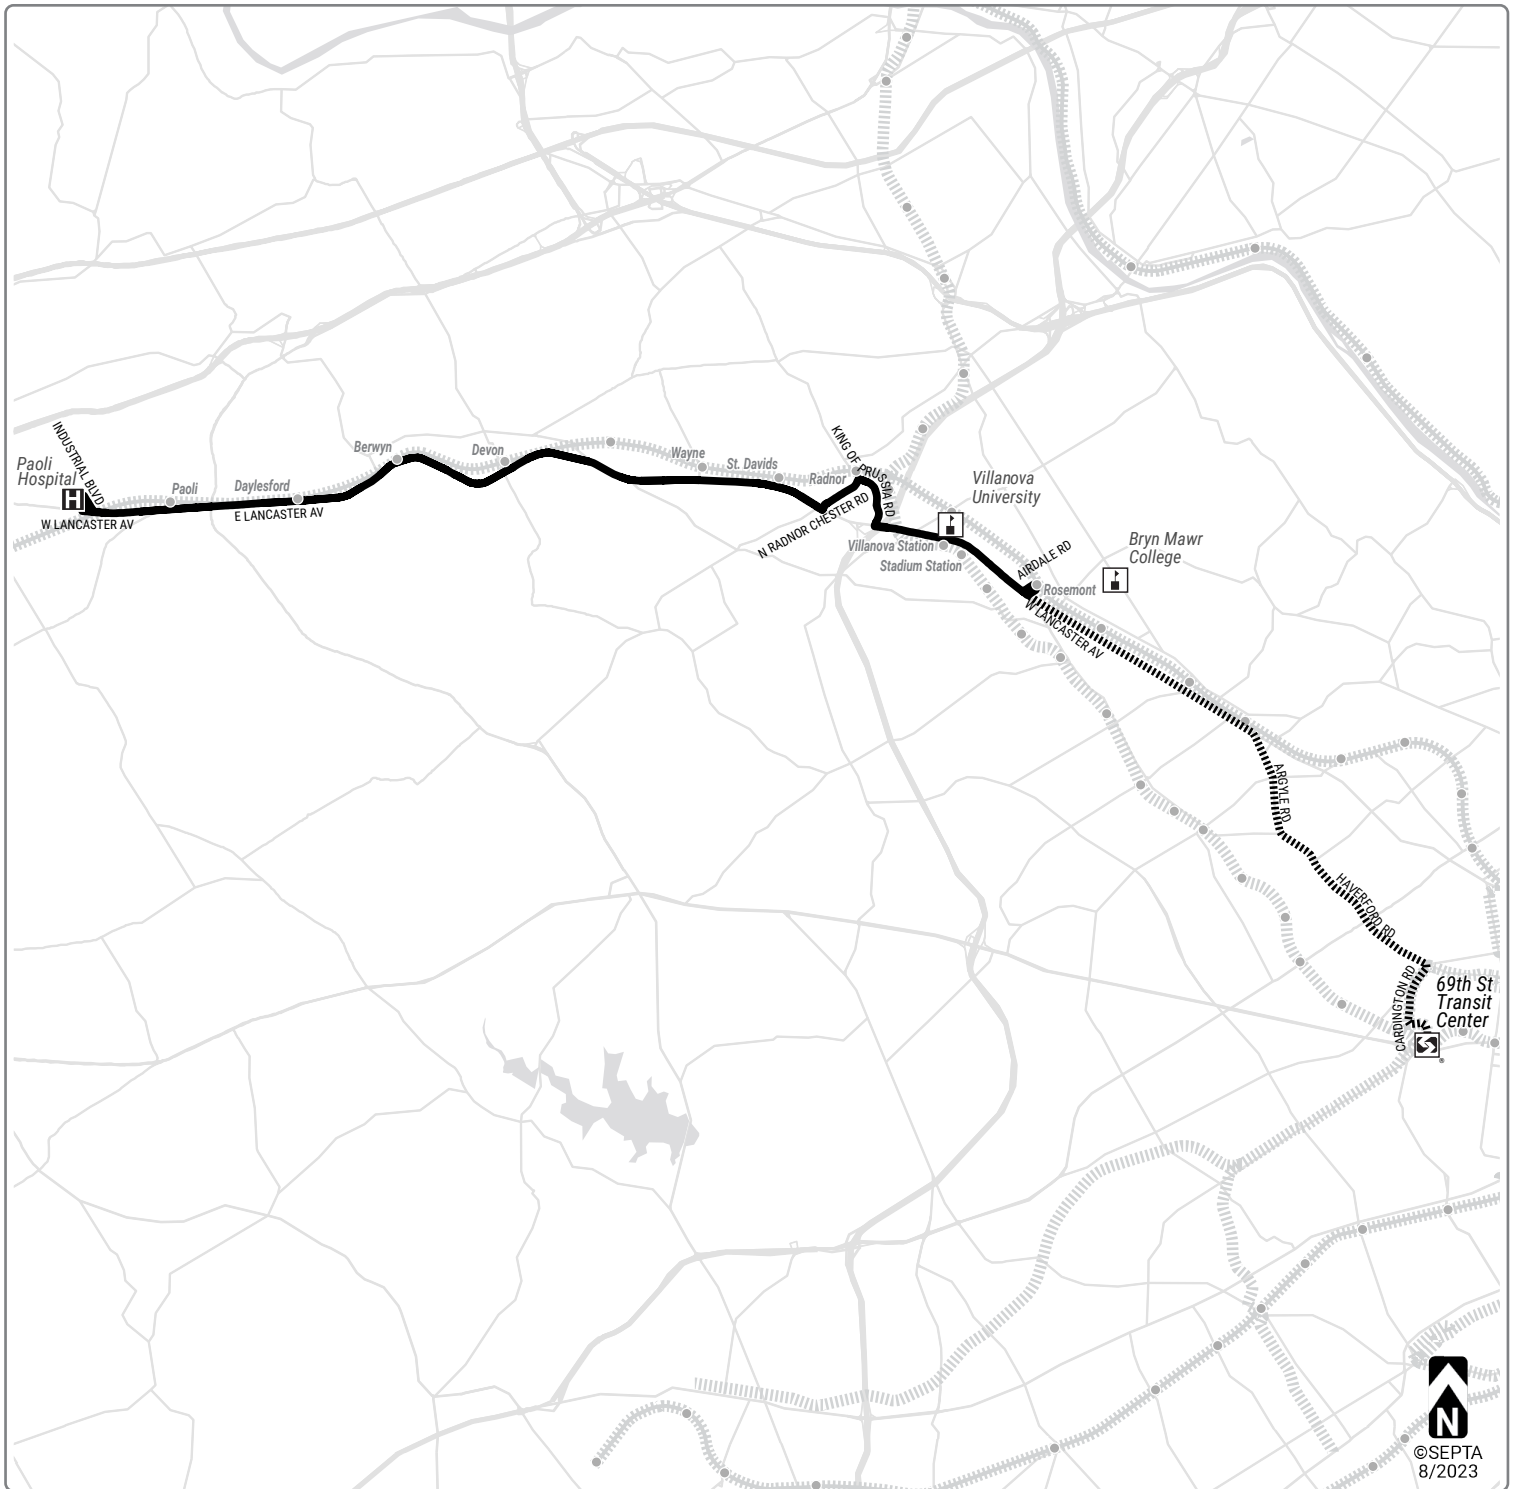 INDUSTRIAL BLVD
Paoli
Hospital
H
W LANCASTER AV
Paoli
Daylesford
E LANCASTER AV
Berwyn
Devon
Wayne
St. Davids
Radnor
KING OF PRUSSIA RD
N RADNOR CHESTER RD
Villanova
University
Villanova Station
Stadium Station
AIRDALE RD
Rosemont
Bryn Mawr
College
W LANCASTER AV
ARGYLE RD
HAVERFORD RD
CARDINGTON RD
69th St
Transit
Center
N
©SEPTA
8/2023